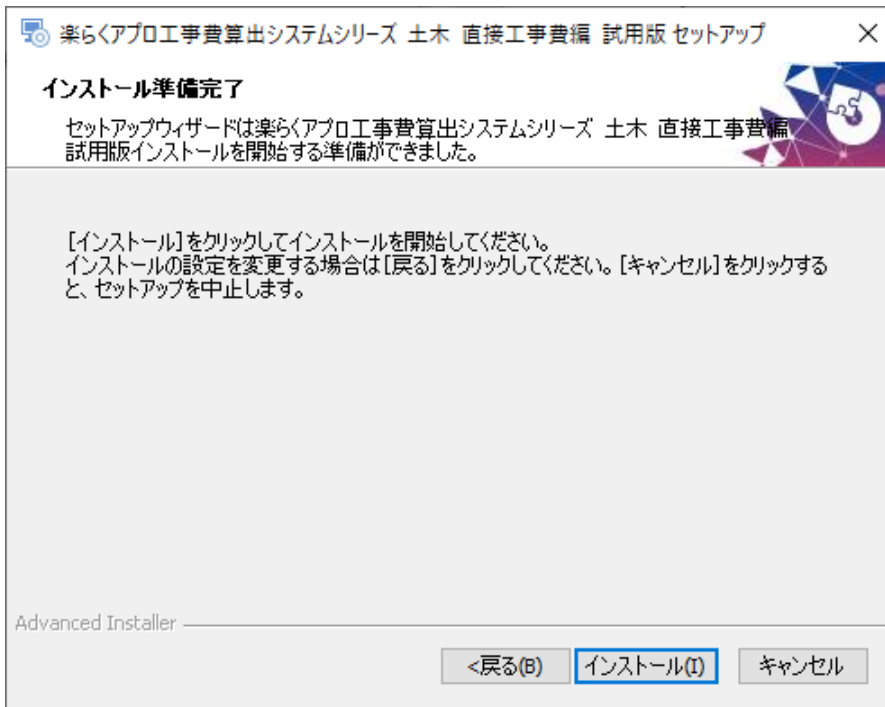 楽らくアプロ工事費算出システムシリーズ 土木 直接工事費編 試用版 セットアップ
インストール準備完了
セットアップウィザードは楽らくアプロ工事費算出システムシリーズ 土木 直接工事費編
試用版インストールを開始する準備ができました。
[インストール]をクリックしてインストールを開始してください。
インストールの設定を変更する場合は[戻る]をクリックしてください。[キャンセル]をクリックする
と、セットアップを中止します。
Advanced Installer
<戻る(B) インストール(I) キャンセル